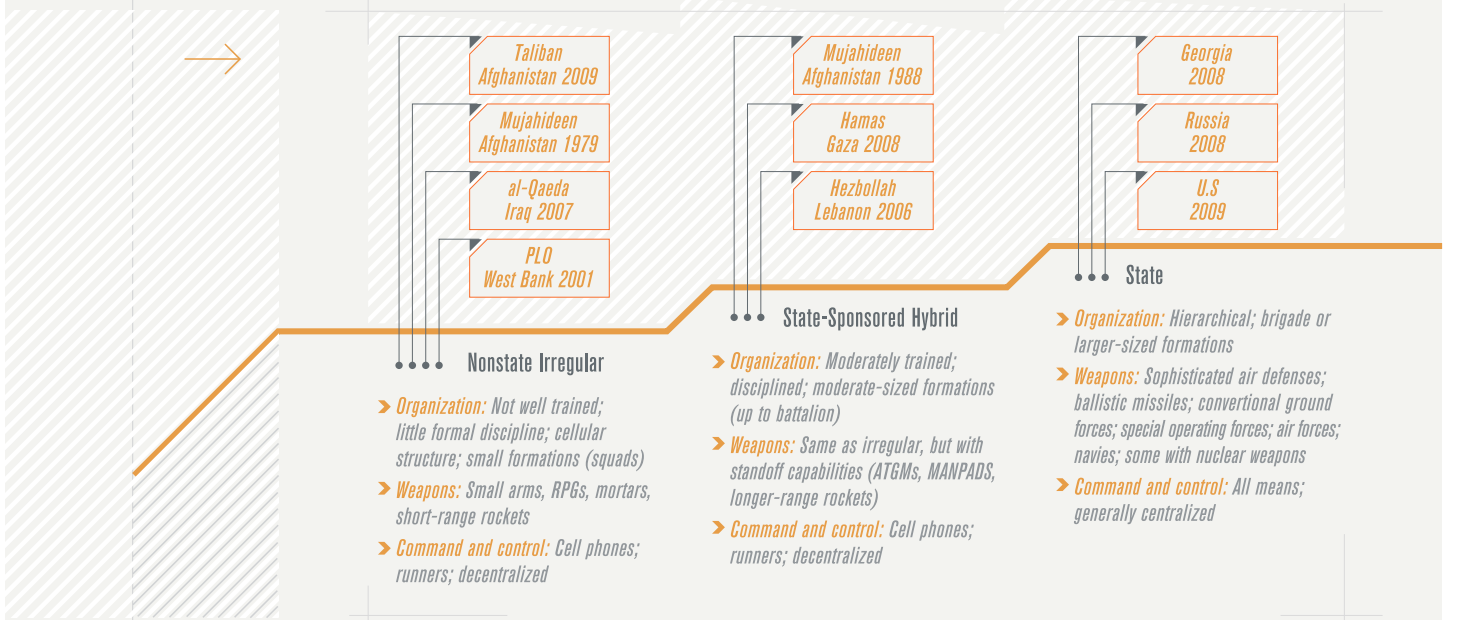 Taliban
Afghanistan 2009
Mujahideen
Afghanistan 1979
al-Qaeda
Iraq 2007
PLO
West Bank 2001
Nonstate Irregular
Organization: Not well trained;
little formal discipline; cellular
structure; small formations (squads)
Weapons: Small arms, RPGs, mortars,
short-range rockets
Command and control: Cell phones;
runners; decentralized
Mujahideen
Afghanistan 1988
Hamas
Gaza 2008
Hezbollah
Lebanon 2006
State-Sponsored Hybrid
Organization: Moderately trained;
disciplined; moderate-sized formations
(up to battalion)
Weapons: Same as irregular, but with
standoff capabilities (ATGMs, MANPADS,
longer-range rockets)
Command and control: Cell phones;
runners; decentralized
Georgia
2008
Russia
2008
U.S
2009
State
Organization: Hierarchical; brigade or
larger-sized formations
Weapons: Sophisticated air defenses;
ballistic missiles; convertional ground
forces; special operating forces; air forces;
navies; some with nuclear weapons
Command and control: All means;
generally centralized